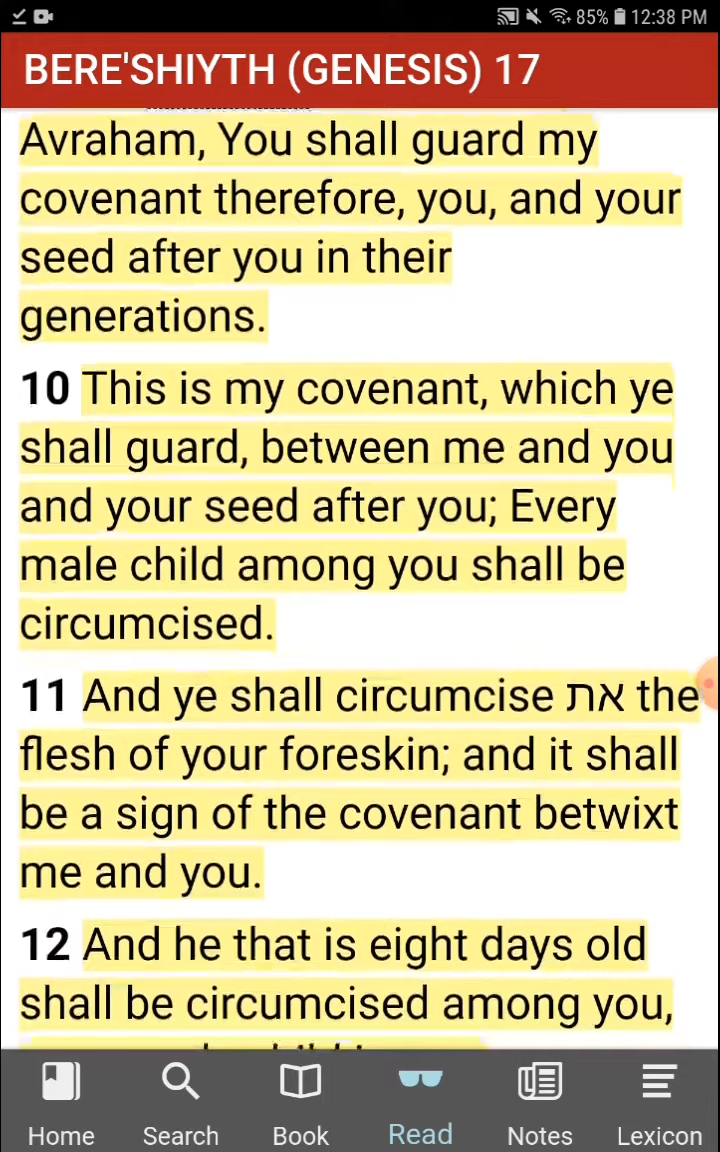 85% 12:38 PM
BERE'SHIYTH (GENESIS) 17
Avraham, You shall guard my
covenant therefore, you, and your
seed after you in their
generations.
10 This is my covenant, which ye
shall guard, between me and you
and your seed after you; Every
male child among you shall be
circumcised.
11 And ye shall circumcise את the
flesh of your foreskin; and it shall
be a sign of the covenant betwixt
me and you.
12 And he that is eight days old
shall be circumcised among you,
Home Search Book Read Notes Lexicon